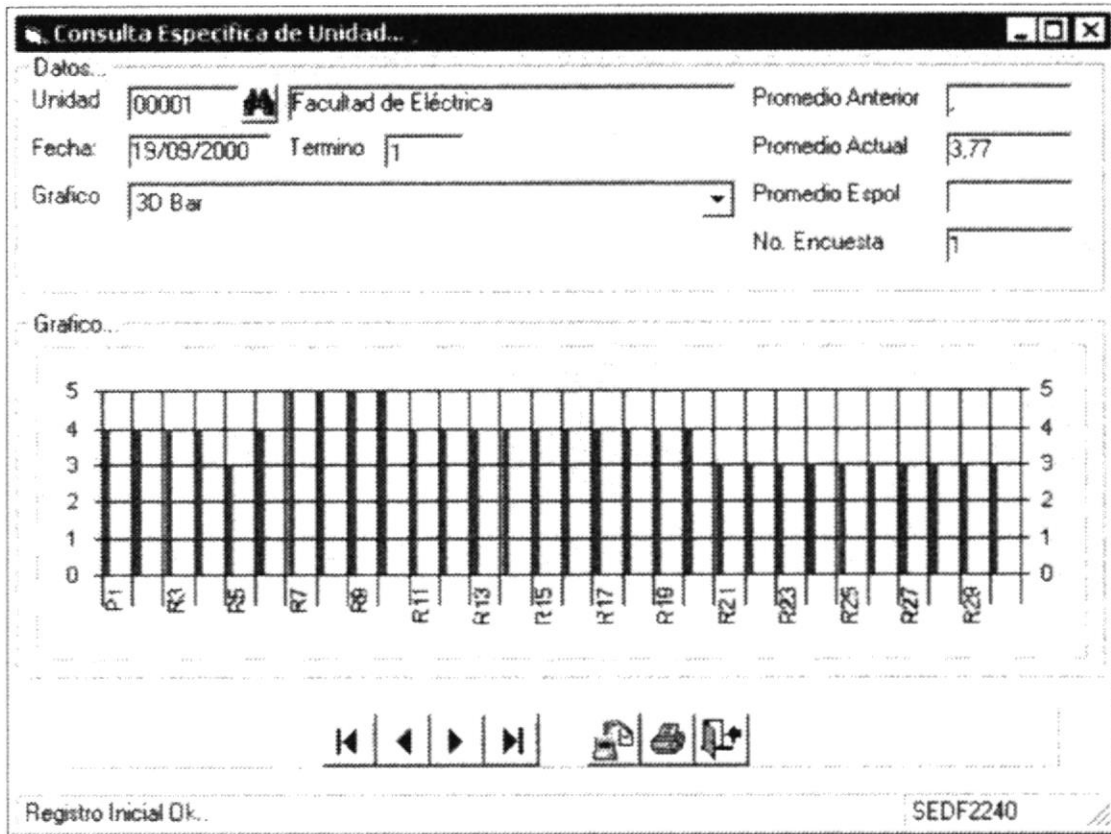 Consulta Especifica de Unidad...
Datos...
Unidad 00001 Facultad de Eléctrica Promedio Anterior .
Fecha: 19/09/2000 Termino 1 Promedio Actual 3,77
Grafico 3D Bar Promedio Espol
No. Encuesta 1
Grafico...
5 5
4 4
3 3
2 2
1 1
0 0
P1 R3 R5 R7 R9 R11 R13 R15 R17 R19 R21 R23 R25 R27 R29
Registro Inicial Ok.. SEDF2240